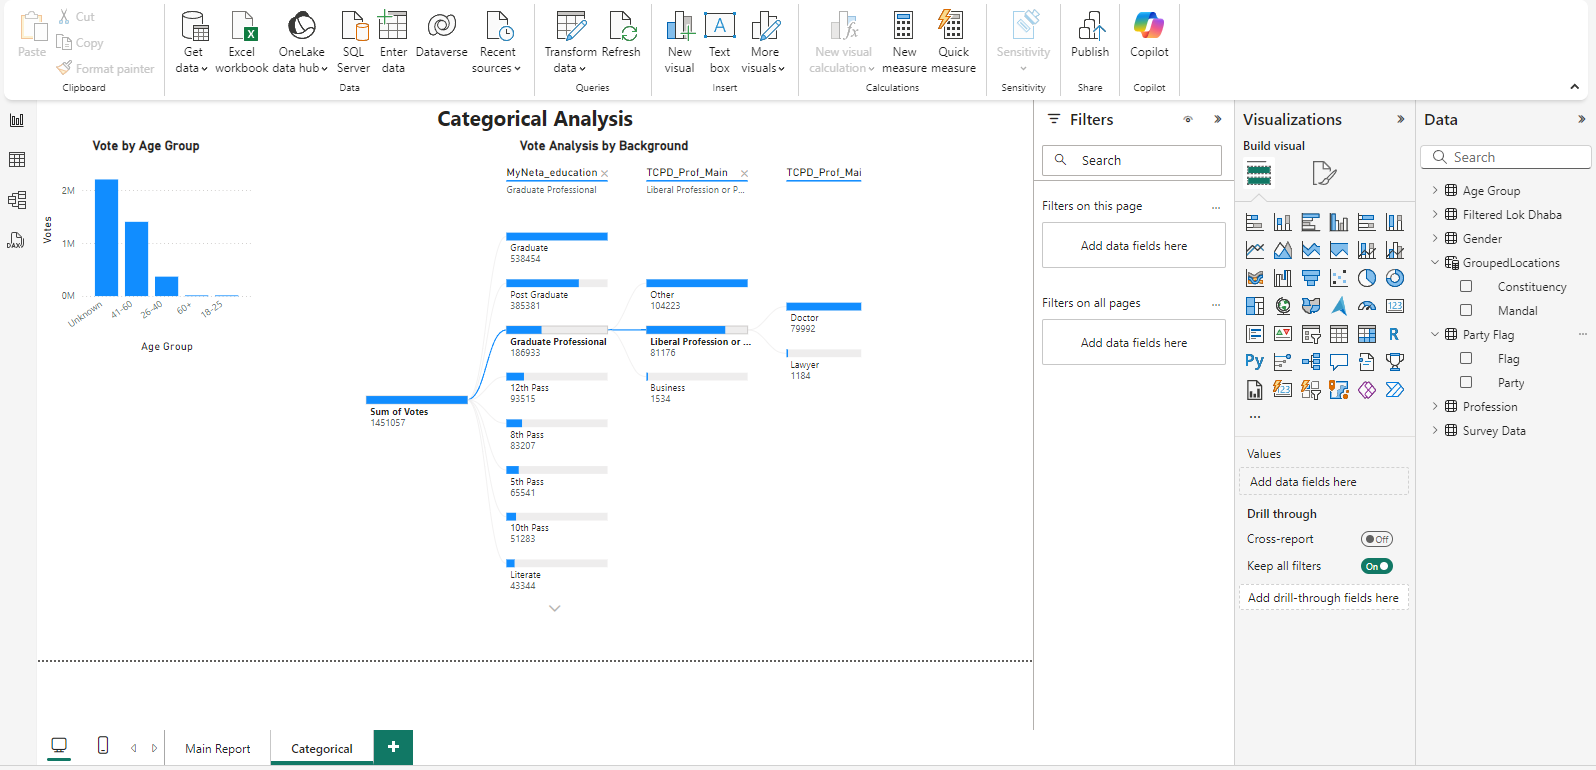 Paste
Cut
Copy
Format painter
Clipboard
Get data
Excel workbook
OneLake data hub
SQL Server
Enter data
Dataverse
Recent sources
Data
Transform data
Refresh
Queries
New visual
Text box
More visuals
Insert
New visual calculation
New measure
Quick measure
Calculations
Sensitivity
Sensitivity
Publish
Share
Copilot
Copilot
Categorical Analysis
Vote by Age Group
2M
1M
0M
Votes
Unknown
41-60
26-40
60+
18-25
Age Group
Vote Analysis by Background
MyNeta_education
Graduate Professional
TCPD_Prof_Main
Liberal Profession or P...
TCPD_Prof_Mai
Sum of Votes
1451057
Graduate
538454
Post Graduate
385381
Graduate Professional
186933
12th Pass
93515
8th Pass
83207
5th Pass
65541
10th Pass
51283
Literate
43344
Other
104223
Liberal Profession or ...
81176
Business
1534
Doctor
79992
Lawyer
1184
Filters
Search
Filters on this page
...
Add data fields here
Filters on all pages
...
Add data fields here
Visualizations
Build visual
123
R
Py
123
...
Values
Add data fields here
Drill through
Cross-report
Off
Keep all filters
On
Add drill-through fields here
Data
Search
Age Group
Filtered Lok Dhaba
Gender
GroupedLocations
Constituency
Mandal
Party Flag
...
Flag
Party
Profession
Survey Data
DAX
Main Report
Categorical
+